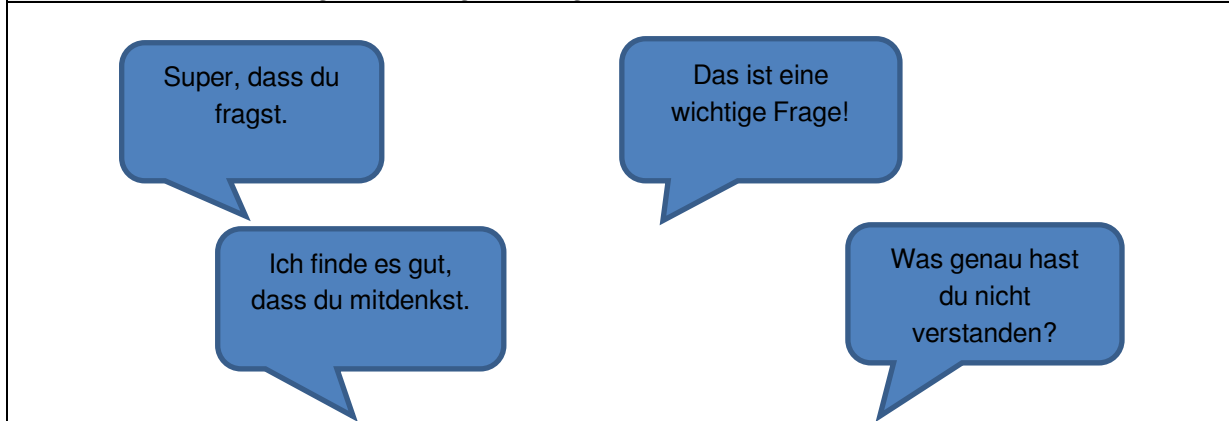 Super, dass du
fragst.
Das ist eine
wichtige Frage!
Ich finde es gut,
dass du mitdenkst.
Was genau hast
du nicht
verstanden?